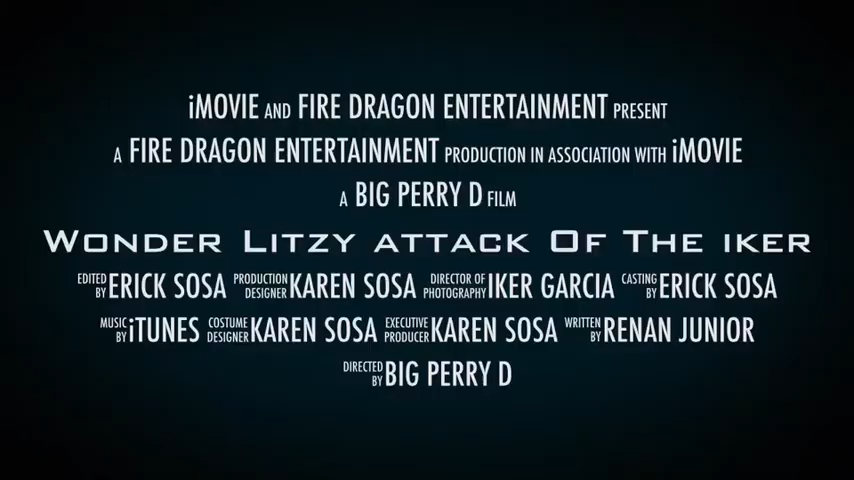 iMOVIE AND FIRE DRAGON ENTERTAINMENT PRESENT
A FIRE DRAGON ENTERTAINMENT PRODUCTION IN ASSOCIATION WITH iMOVIE
A BIG PERRY D FILM
WONDER LITZY ATTACK OF THE IKER
EDITED BY ERICK SOSA PRODUCTION DESIGNER KAREN SOSA DIRECTOR OF PHOTOGRAPHY IKER GARCIA CASTING BY ERICK SOSA
MUSIC BY iTUNES COSTUME DESIGNER KAREN SOSA EXECUTIVE PRODUCER KAREN SOSA WRITTEN BY RENAN JUNIOR
DIRECTED BY BIG PERRY D